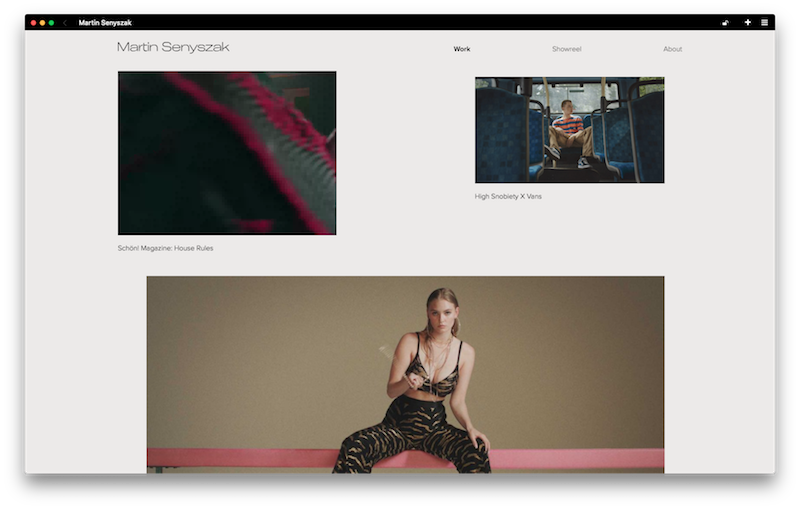 Martin Senyszak
Martin Senyszak
Work
Showreel
About
High Snobiety X Vans
Schön! Magazine: House Rules